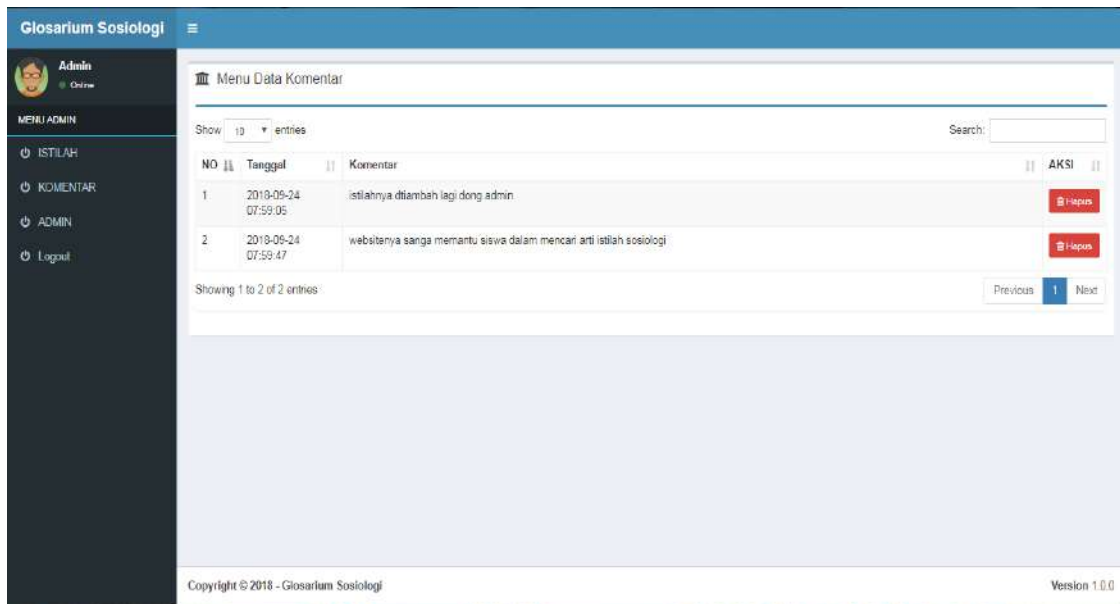 Glosarium Sosiologi
Admin
Online
MENU ADMIN
ISTILAH
KOMENTAR
ADMIN
Logout
Menu Data Komentar
Show 10 entries
Search:
NO Tanggal Komentar AKSI
1 2018-09-24 07:59:05 istilahnya dtiambah lagi dong admin Hapus
2 2018-09-24 07:59:47 websitenya sanga memantu siswa dalam mencari arti istilah sosiologi Hapus
Showing 1 to 2 of 2 entries
Previous 1 Next
Copyright © 2018 - Glosarium Sosiologi
Version 1.0.0